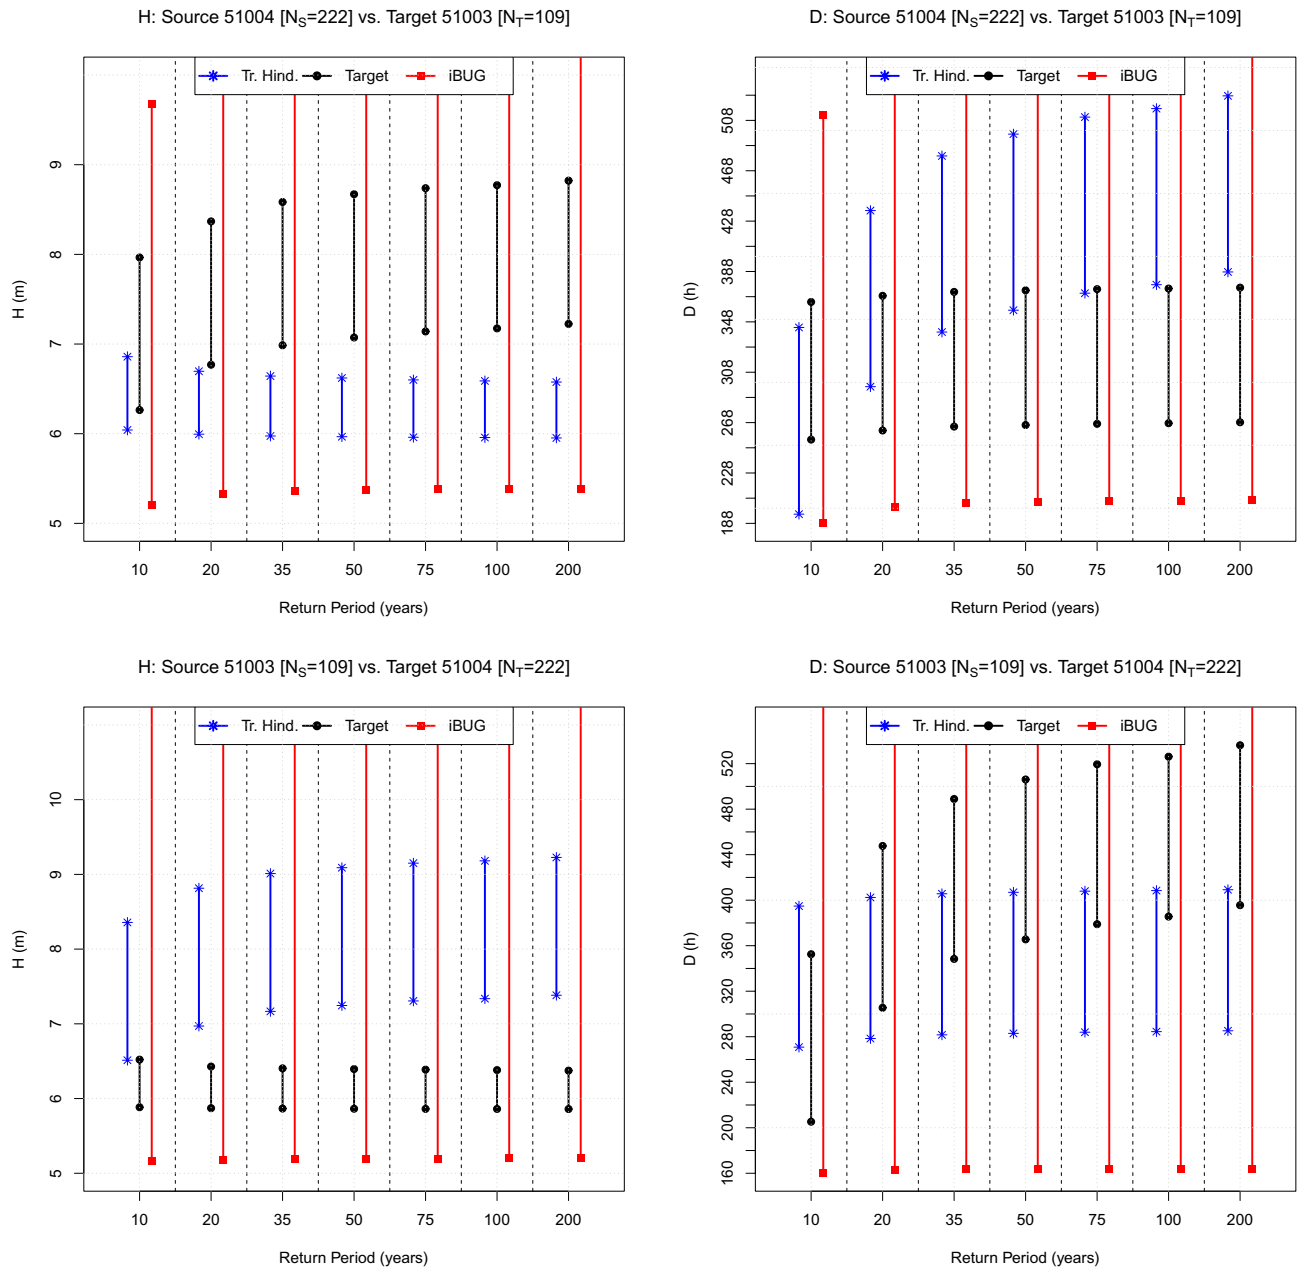 H: Source 51004 [NS=222] vs. Target 51003 [NT=109]
Tr. Hind. Target iBUG
9
8
7
6
5
H (m)
10 20 35 50 75 100 200
Return Period (years)
D: Source 51004 [NS=222] vs. Target 51003 [NT=109]
Tr. Hind. Target iBUG
508
468
428
388
348
308
268
228
188
D (h)
10 20 35 50 75 100 200
Return Period (years)
H: Source 51003 [NS=109] vs. Target 51004 [NT=222]
Tr. Hind. Target iBUG
10
9
8
7
6
5
H (m)
10 20 35 50 75 100 200
Return Period (years)
D: Source 51003 [NS=109] vs. Target 51004 [NT=222]
Tr. Hind. Target iBUG
520
480
440
400
360
320
280
240
200
160
D (h)
10 20 35 50 75 100 200
Return Period (years)